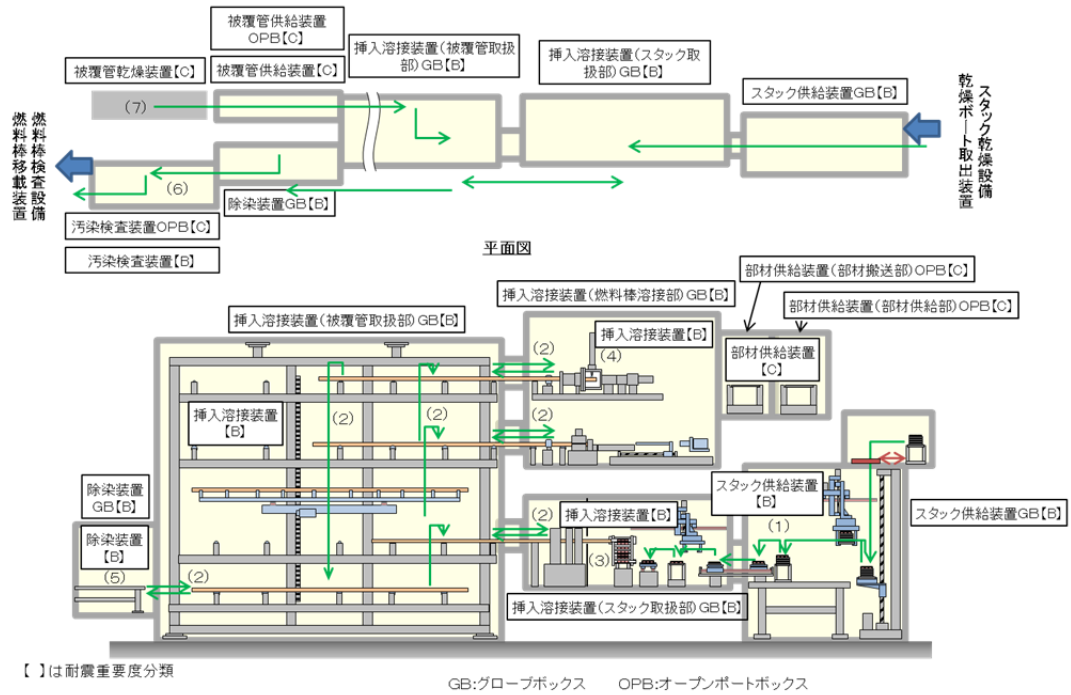 被覆管供給装置
OPB【C】
挿入溶接装置(被覆管取扱
部)GB【B】
挿入溶接装置(スタック取
扱部)GB【B】
被覆管乾燥装置【C】
被覆管供給装置【C】
スタック供給装置GB【B】
スタック乾燥設備
乾燥ボート取出装置
(7)
燃料棒検査設備
燃料棒移載装置
(6)
除染装置GB【B】
汚染検査装置OPB【C】
汚染検査装置【B】
平面図
部材供給装置(部材搬送部)OPB【C】
挿入溶接装置(燃料棒溶接部)GB【B】
部材供給装置(部材供給部)OPB【C】
挿入溶接装置(被覆管取扱部)GB【B】
挿入溶接装置【B】
(2)
(4)
部材供給装置
【C】
挿入溶接装置
【B】
(2)
(2)
(2)
除染装置
GB【B】
スタック供給装置
【B】
スタック供給装置GB【B】
挿入溶接装置【B】
(2)
(1)
除染装置
【B】
(3)
(5)
(2)
挿入溶接装置(スタック取扱部)GB【B】
【 】は耐震重要度分類
GB:グローブボックス
OPB:オープンポートボックス